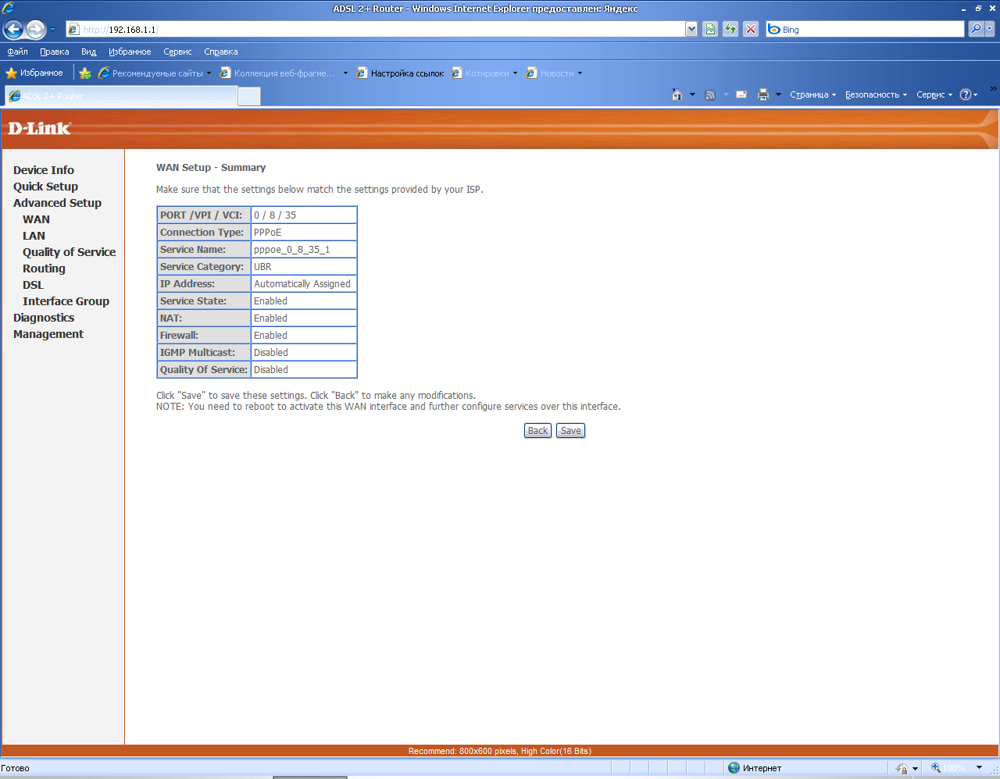 ADSL 2+ Router - Windows Internet Explorer предоставлен: Яндекс
http://192.168.1.1/
Bing
Файл Правка Вид Избранное Сервис Справка
Избранное Рекомендуемые сайты Коллекция веб-фрагме... Настройка ссылок Котировки Новости
ADSL 2+ Router
Страница Безопасность Сервис
D-Link
Device Info
Quick Setup
Advanced Setup
WAN
LAN
Quality of Service
Routing
DSL
Interface Group
Diagnostics
Management
WAN Setup - Summary
Make sure that the settings below match the settings provided by your ISP.
PORT /VPI / VCI: 0 / 8 / 35
Connection Type: PPPoE
Service Name: pppoe_0_8_35_1
Service Category: UBR
IP Address: Automatically Assigned
Service State: Enabled
NAT: Enabled
Firewall: Enabled
IGMP Multicast: Disabled
Quality Of Service: Disabled
Click "Save" to save these settings. Click "Back" to make any modifications.
NOTE: You need to reboot to activate this WAN interface and further configure services over this interface.
Back Save
Recommend: 800x600 pixels, High Color(16 Bits)
Готово
Интернет
100%